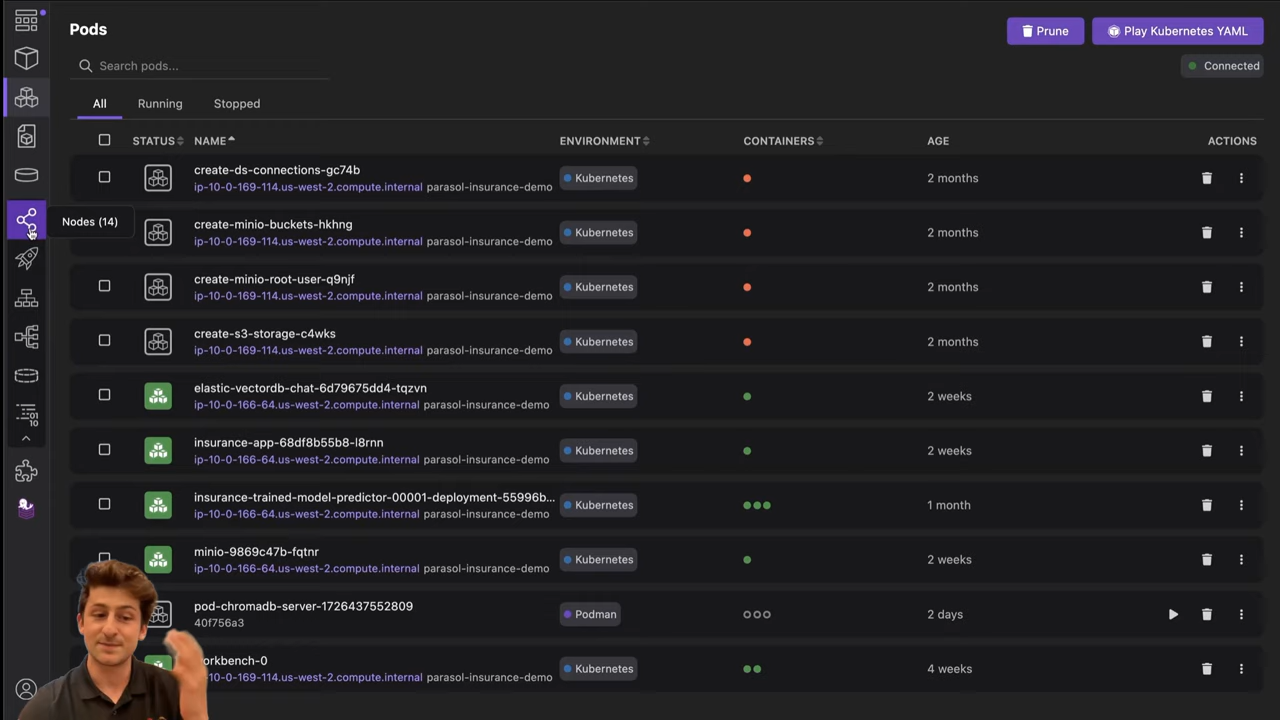 Pods
Prune
Play Kubernetes YAML
Search pods...
Connected
All
Running
Stopped
STATUS
NAME
ENVIRONMENT
CONTAINERS
AGE
ACTIONS
create-ds-connections-gc74b
ip-10-0-169-114.us-west-2.compute.internal parasol-insurance-demo
Kubernetes
2 months
Nodes (14)
create-minio-buckets-hkhng
ip-10-0-169-114.us-west-2.compute.internal parasol-insurance-demo
Kubernetes
2 months
create-minio-root-user-q9njf
ip-10-0-169-114.us-west-2.compute.internal parasol-insurance-demo
Kubernetes
2 months
create-s3-storage-c4wks
ip-10-0-169-114.us-west-2.compute.internal parasol-insurance-demo
Kubernetes
2 months
elastic-vectordb-chat-6d79675dd4-tqzvn
ip-10-0-166-64.us-west-2.compute.internal parasol-insurance-demo
Kubernetes
2 weeks
insurance-app-68df8b55b8-l8rnn
ip-10-0-166-64.us-west-2.compute.internal parasol-insurance-demo
Kubernetes
2 weeks
insurance-trained-model-predictor-00001-deployment-55996b...
ip-10-0-166-64.us-west-2.compute.internal parasol-insurance-demo
Kubernetes
1 month
minio-9869c47b-fqtnr
ip-10-0-166-64.us-west-2.compute.internal parasol-insurance-demo
Kubernetes
2 weeks
pod-chromadb-server-1726437552809
40f756a3
Podman
2 days
orkbench-0
-10-0-169-114.us-west-2.compute.internal parasol-insurance-demo
Kubernetes
4 weeks